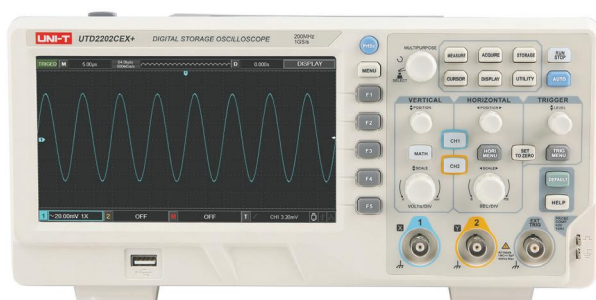 UNI-T UTD2202CEX+ DIGITAL STORAGE OSCILLOSCOPE 200MHz
1G S/s
TRIGED M 5.00μs D 0.000s DISPLAY
1 ~20.00mV 1X 2 OFF M OFF T CH1 3.20mV
PrtSc
MENU
F1
F2
F3
F4
F5
MULTIPURPOSE
SELECT
MEASURE ACQUIRE STORAGE RUN STOP
CURSOR DISPLAY UTILITY AUTO
VERTICAL HORIZONTAL TRIGGER
POSITION POSITION LEVEL
CH1
MATH HORI MENU SET TO ZERO TRIG MENU
CH2
SCALE SCALE DEFAULT
HELP
VOLTS/DIV SEC/DIV
X 1 Y 2 EXT TRIG